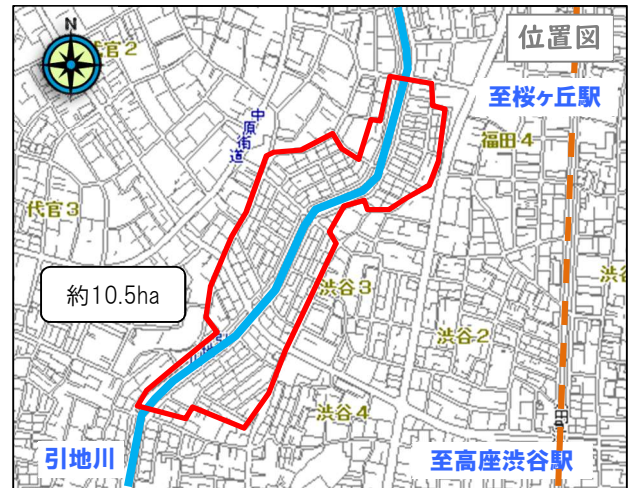 位置図
N
代官2
至桜ヶ丘駅
中原街道
福田4
代官3
約10.5ha
渋谷3
渋谷2
渋谷4
引地川
至高座渋谷駅